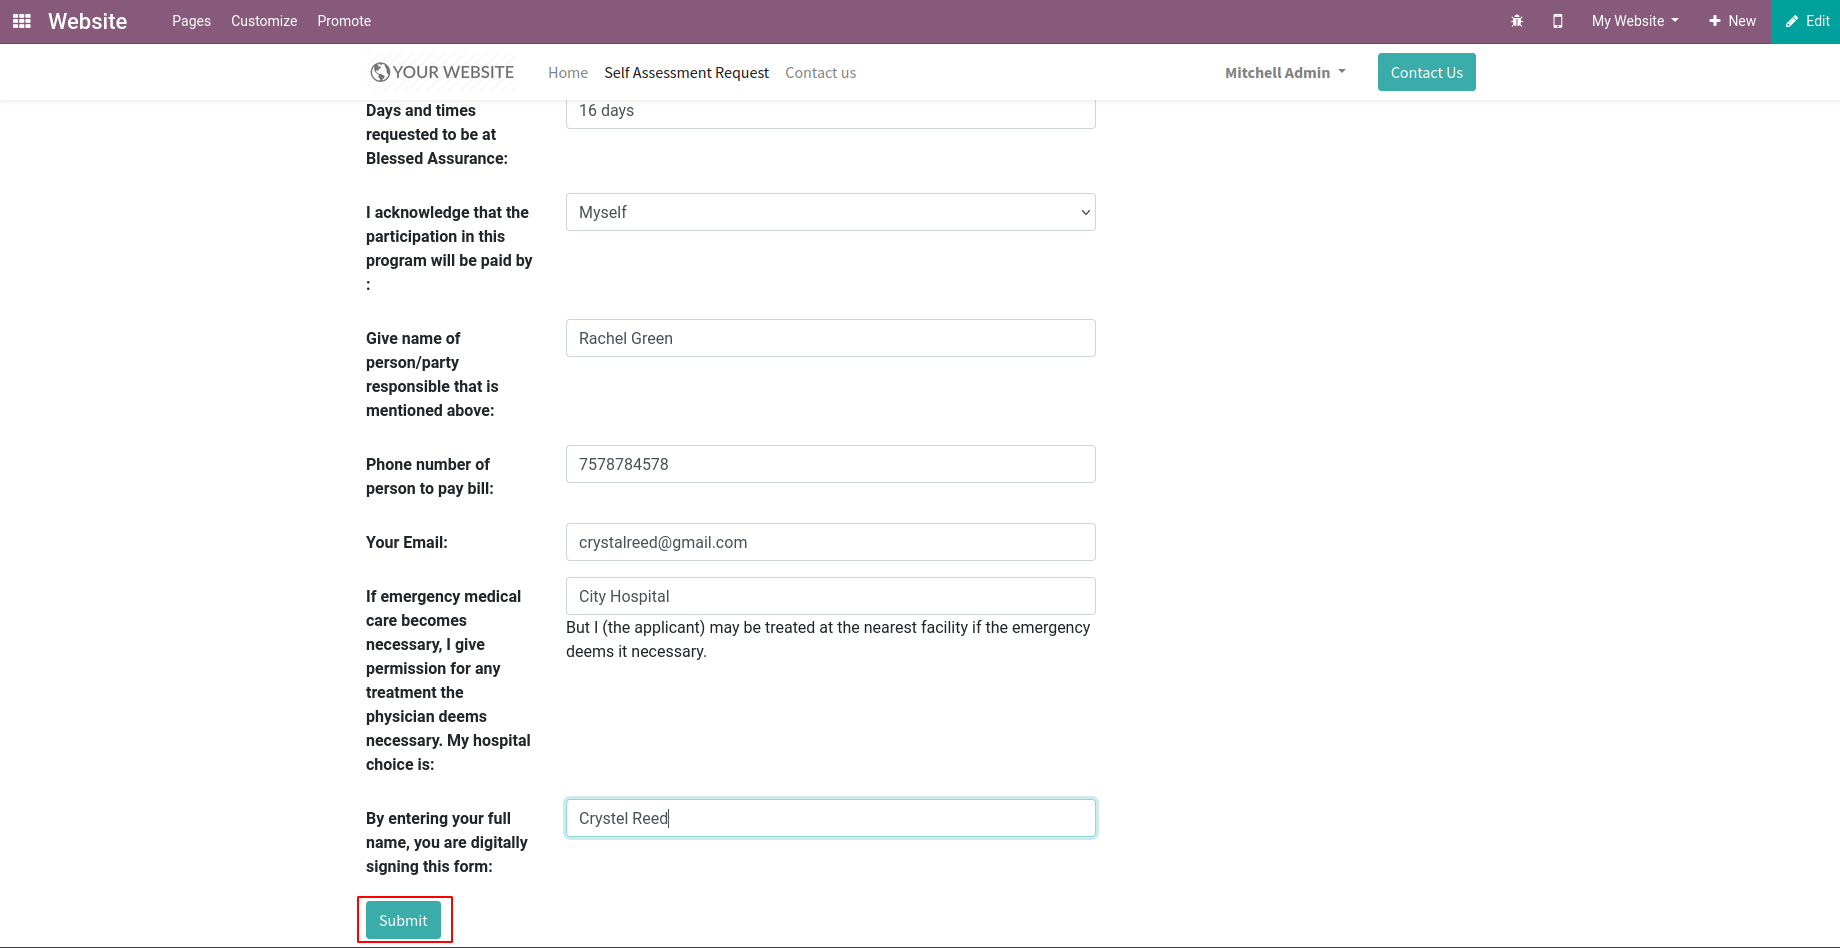 Website Pages Customize Promote My Website New Edit
YOUR WEBSITE Home Self Assessment Request Contact us Mitchell Admin Contact Us
Days and times
requested to be at
Blessed Assurance:
16 days
I acknowledge that the
participation in this
program will be paid by
:
Myself
Give name of
person/party
responsible that is
mentioned above:
Rachel Green
Phone number of
person to pay bill:
7578784578
Your Email:
crystalreed@gmail.com
If emergency medical
care becomes
necessary, I give
permission for any
treatment the
physician deems
necessary. My hospital
choice is:
City Hospital
But I (the applicant) may be treated at the nearest facility if the emergency
deems it necessary.
By entering your full
name, you are digitally
signing this form:
Crystel Reed
Submit